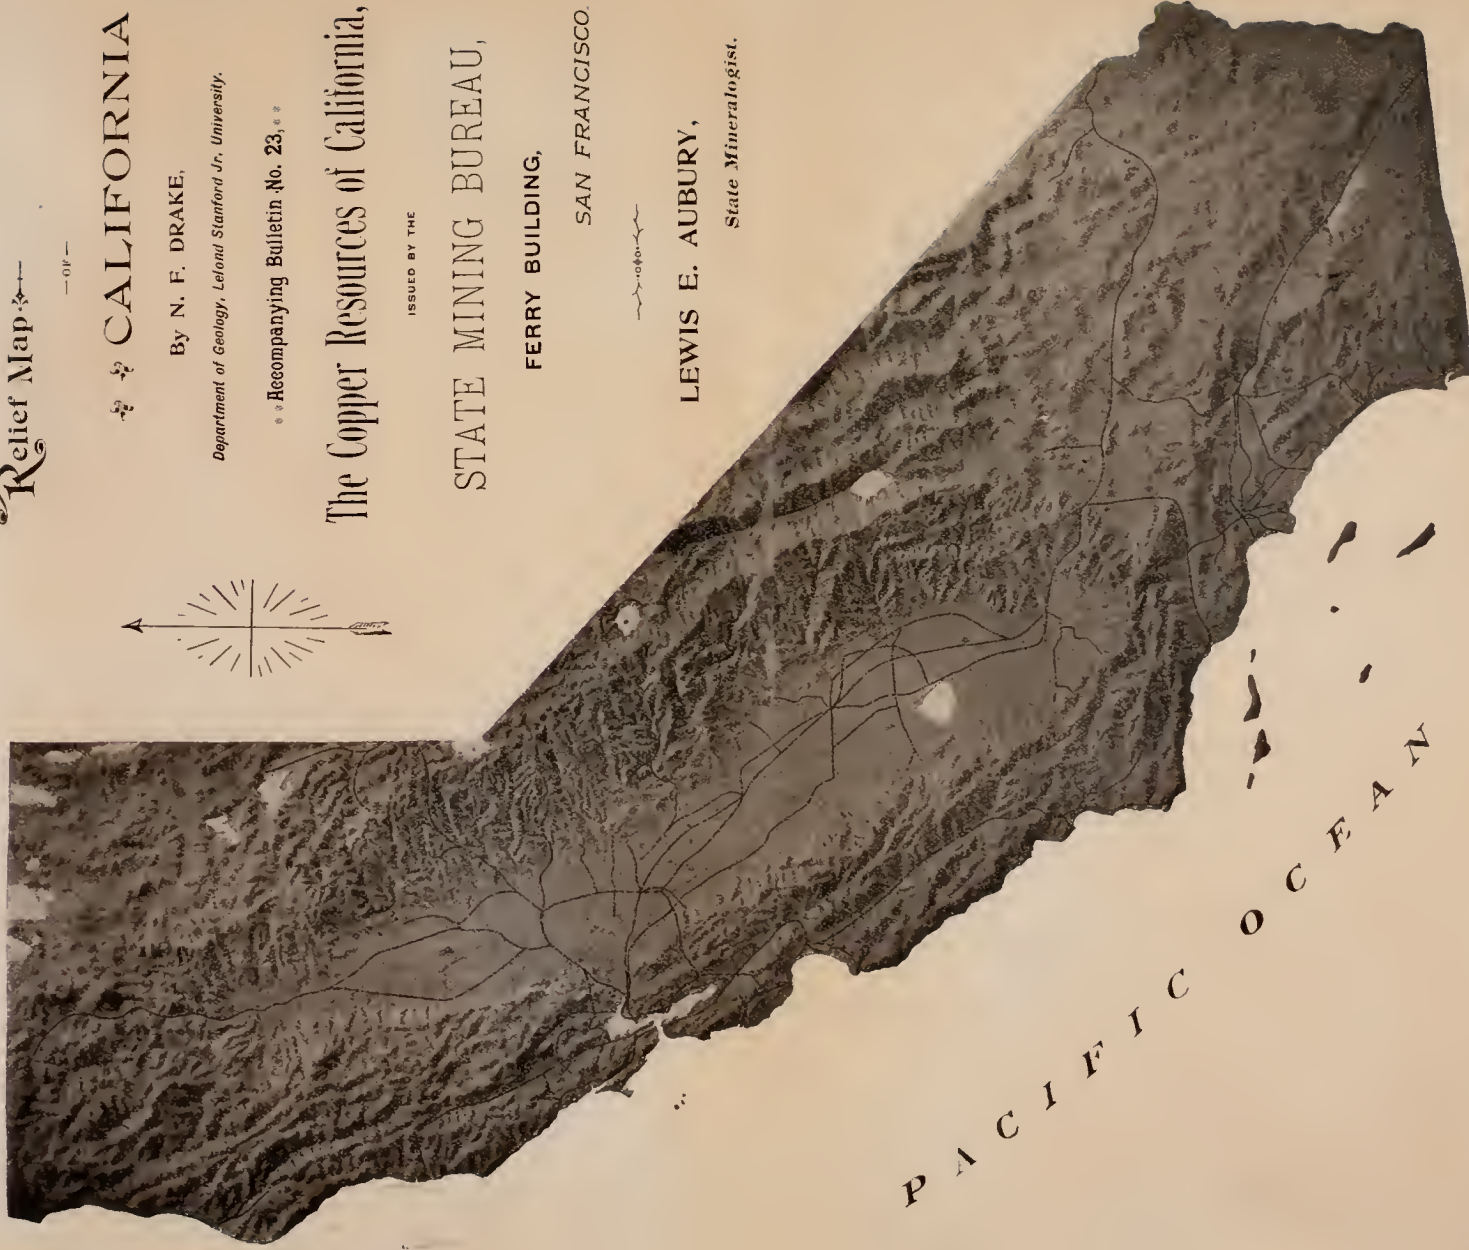 Relief Map
—OF—
CALIFORNIA
By N. F. DRAKE,
Department of Geology, Lelond Stanford Jr. University.
Accompanying Bulletin No. 23,
The Copper Resources of California,
ISSUED BY THE
STATE MINING BUREAU,
FERRY BUILDING,
SAN FRANCISCO.
LEWIS E. AUBURY,
State Mineralogist.
PACIFIC OCEAN